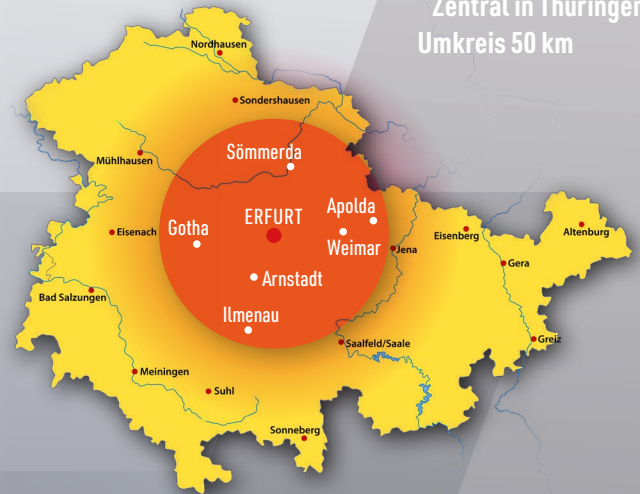 Zentral in Thüringen
Umkreis 50 km
Nordhausen
Sondershausen
Sömmerda
Mühlhausen
Apolda
ERFURT
Gotha
Eisenach
Weimar
Eisenberg
Altenburg
Jena
Gera
Arnstadt
Bad Salzungen
Ilmenau
Saalfeld/Saale
Greiz
Meiningen
Suhl
Sonneberg